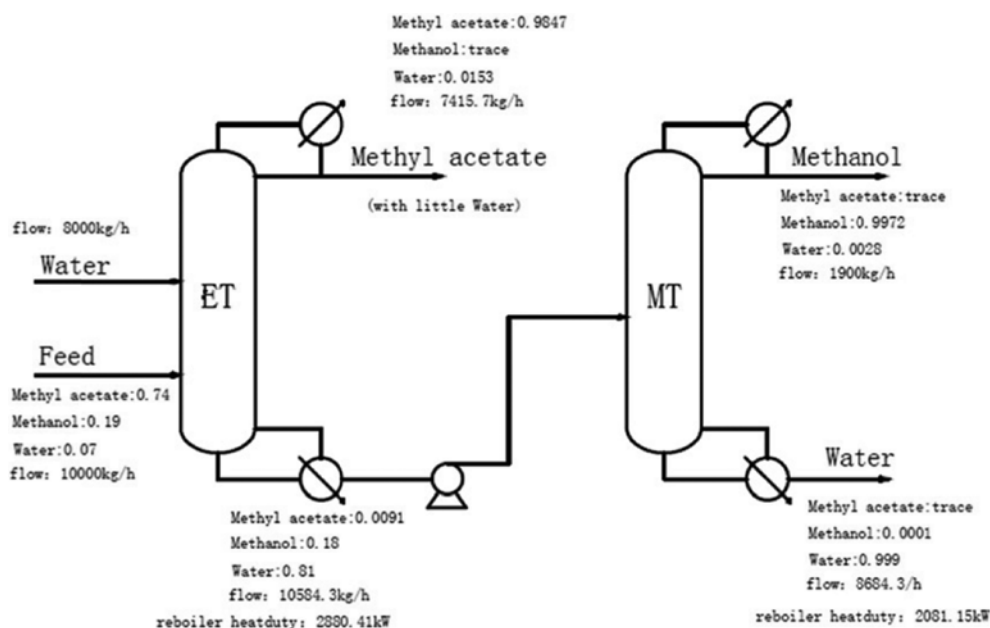 Methyl acetate:0.9847
Methanol:trace
Water:0.0153
flow: 7415.7kg/h
Methyl acetate
(with little Water)
flow: 8000kg/h
Water
ET
Feed
Methyl acetate:0.74
Methanol:0.19
Water:0.07
flow: 10000kg/h
Methyl acetate:0.0091
Methanol:0.18
Water:0.81
flow: 10584.3kg/h
reboiler heatduty: 2880.41kW
MT
Methanol
Methyl acetate:trace
Methanol:0.9972
Water:0.0028
flow: 1900kg/h
Water
Methyl acetate:trace
Methanol:0.0001
Water:0.999
flow: 8684.3/h
reboiler heatduty: 2081.15kW